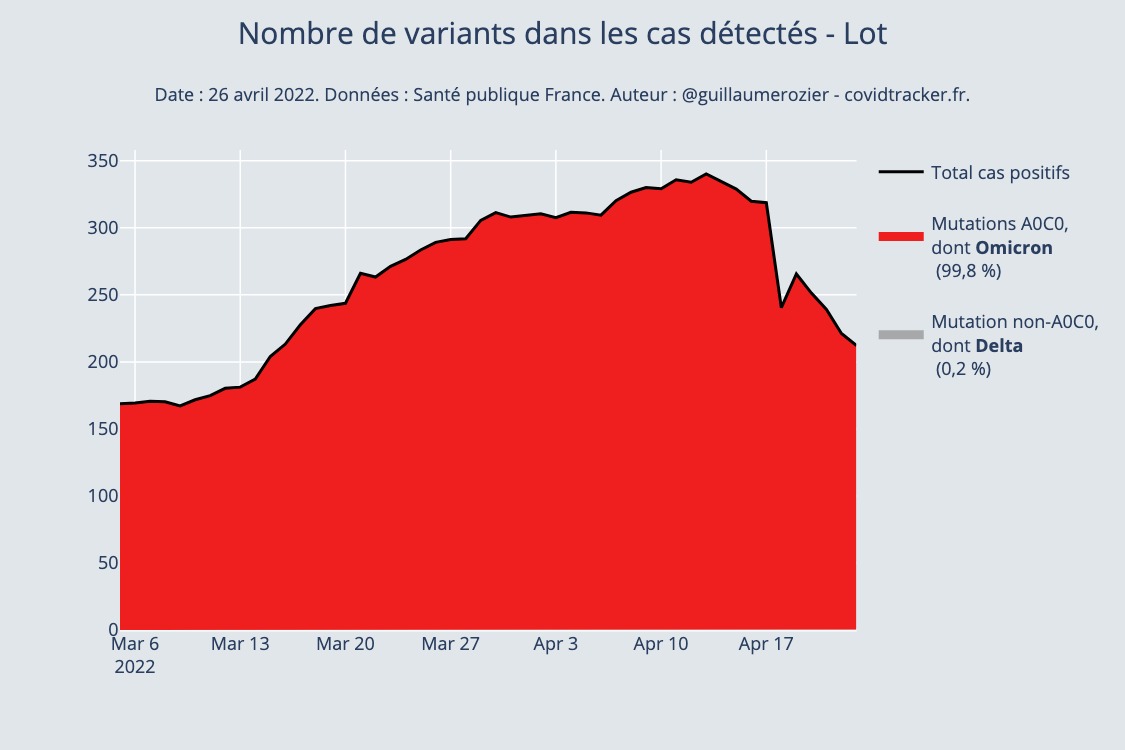 Nombre de variants dans les cas détectés - Lot
Date : 26 avril 2022. Données : Santé publique France. Auteur : @guillaumerozier - covidtracker.fr.
350
300
250
200
150
100
50
0
Mar 6
2022
Mar 13
Mar 20
Mar 27
Apr 3
Apr 10
Apr 17
Total cas positifs
Mutations A0C0,
dont Omicron
(99,8 %)
Mutation non-A0C0,
dont Delta
(0,2 %)